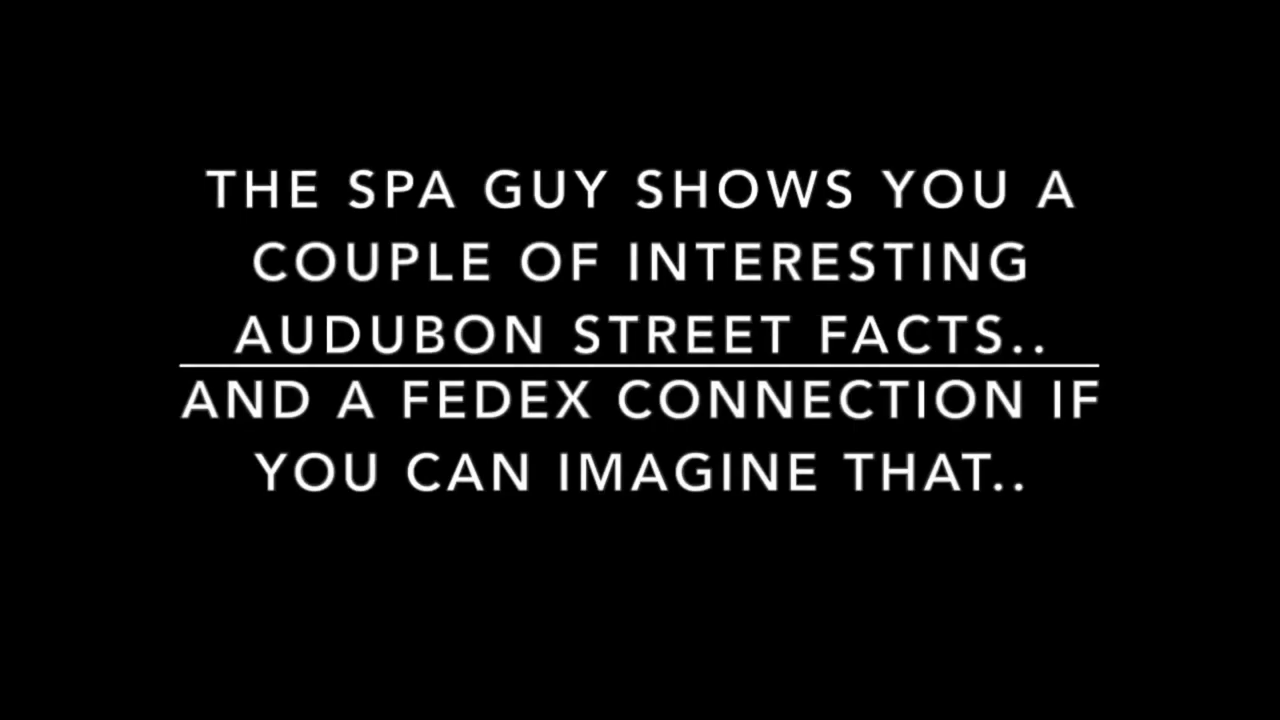 THE SPA GUY SHOWS YOU A
COUPLE OF INTERESTING
AUDUBON STREET FACTS..
AND A FEDEX CONNECTION IF
YOU CAN IMAGINE THAT..